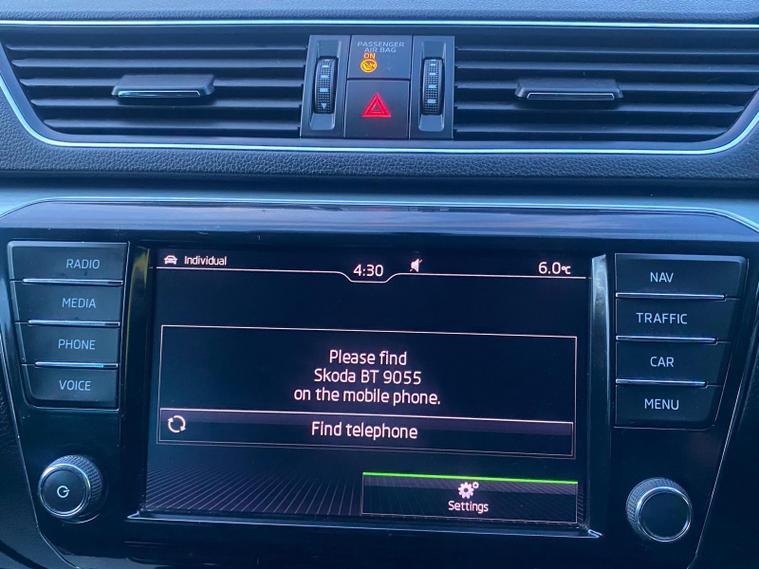 PASSENGER
AIR BAG
ON
RADIO
MEDIA
PHONE
VOICE
Individual
4:30
6.0°C
Please find
Skoda BT 9055
on the mobile phone.
Find telephone
Settings
NAV
TRAFFIC
CAR
MENU